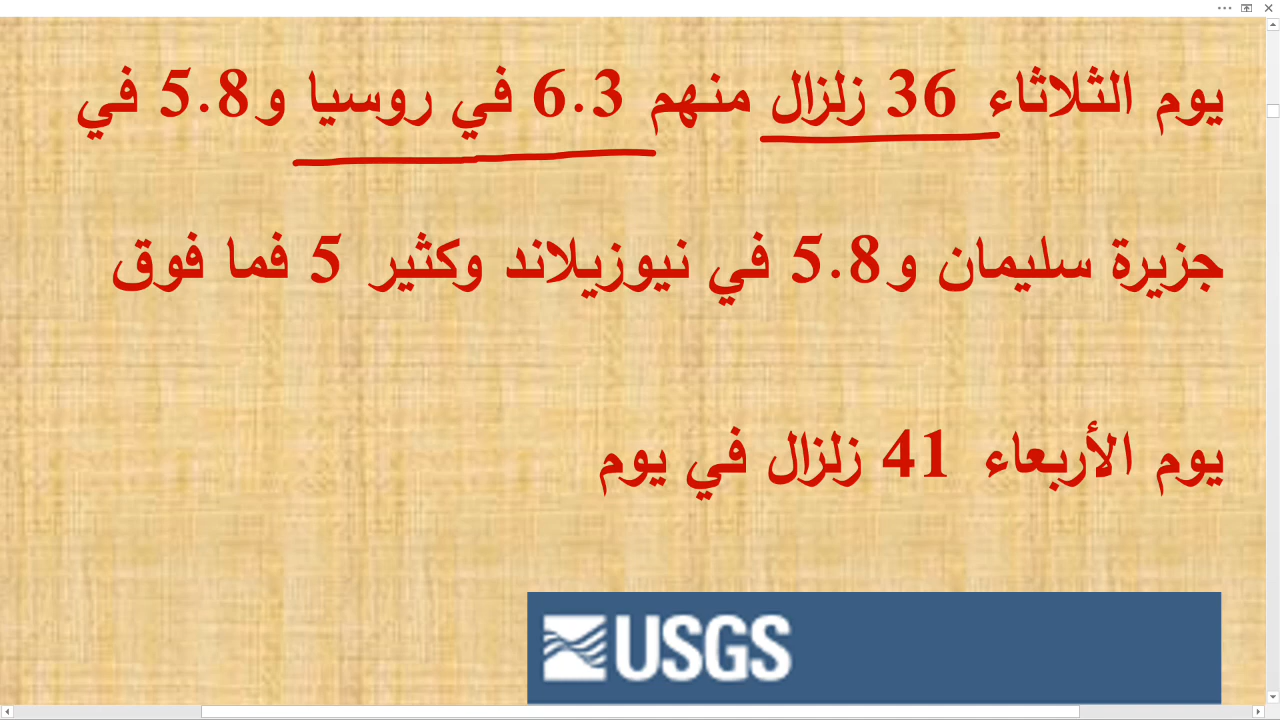 يوم الثلاثاء 36 زلزال منهم 6.3 في روسيا و5.8 في
جزيرة سليمان و5.8 في نيوزيلاند وكثير 5 فما فوق
يوم الأربعاء 41 زلزال في يوم
USGS